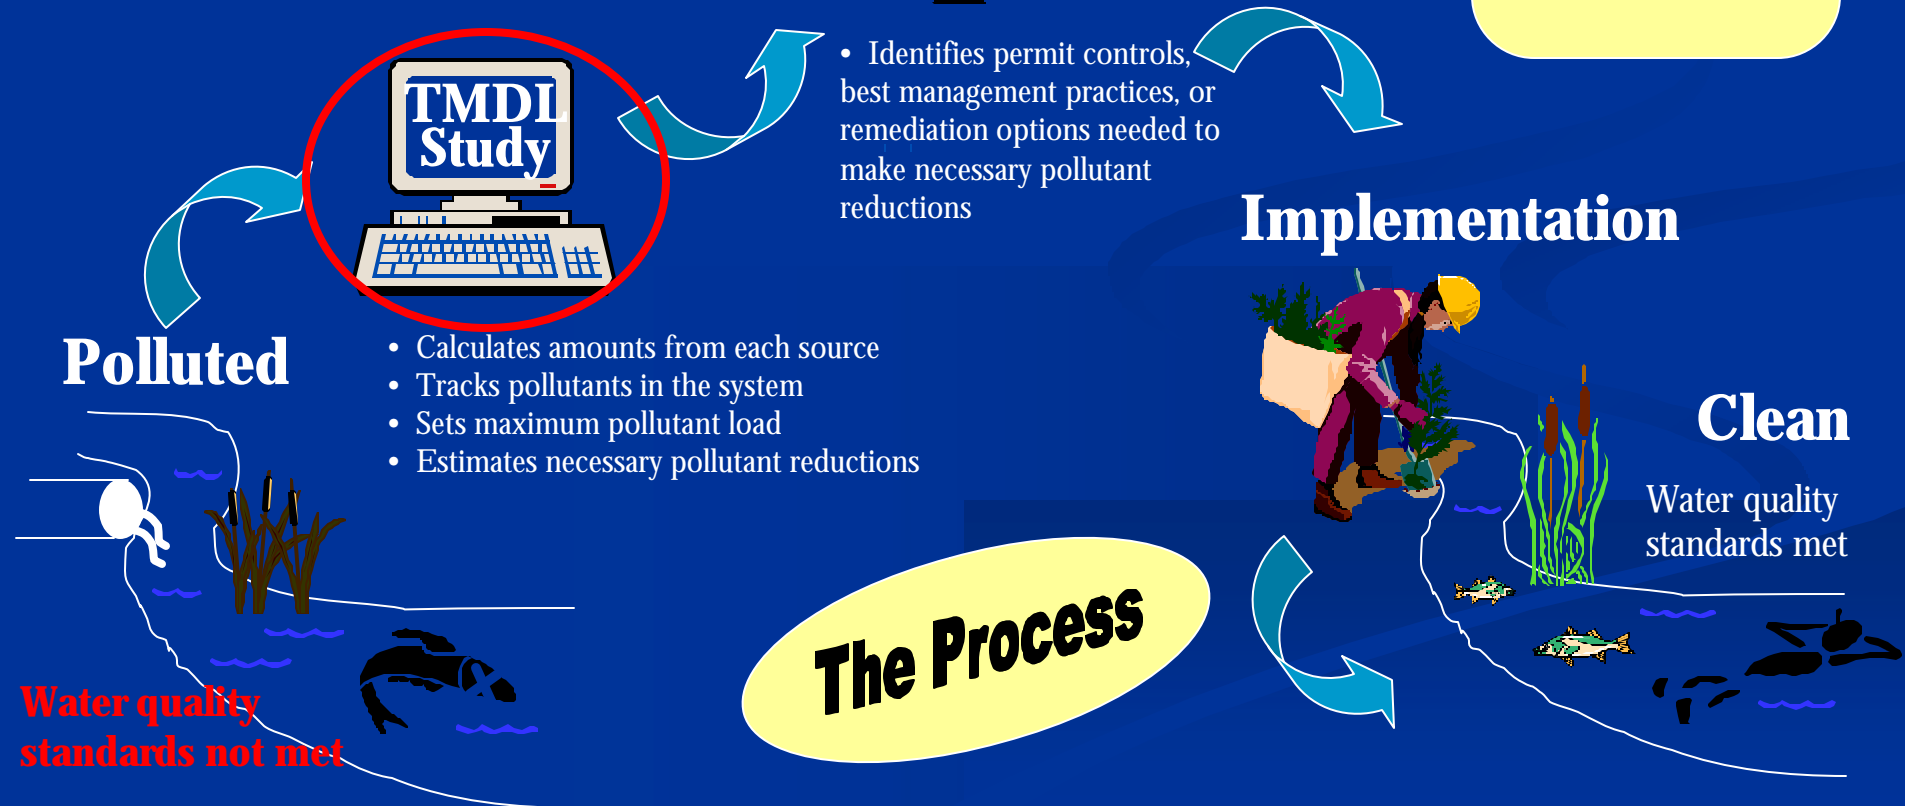 TMDL
Study
• Identifies permit controls,
best management practices, or
remediation options needed to
make necessary pollutant
reductions
Implementation
Polluted
• Calculates amounts from each source
• Tracks pollutants in the system
• Sets maximum pollutant load
• Estimates necessary pollutant reductions
Clean
Water quality
standards met
The Process
Water quality
standards not met